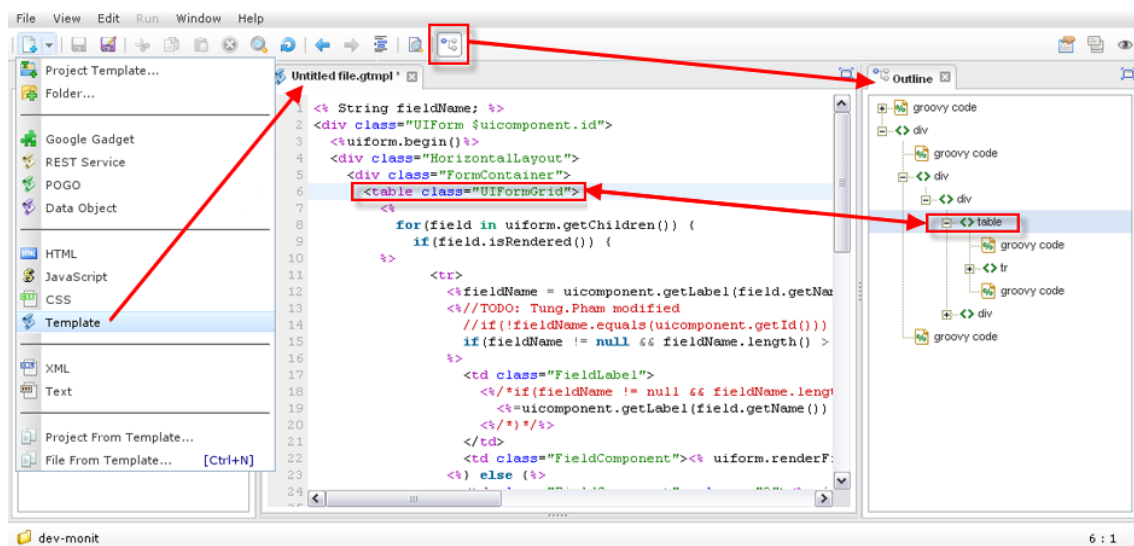 File View Edit Run Window Help
Project Template...
Folder...
Google Gadget
REST Service
POGO
Data Object
HTML
JavaScript
CSS
Template
XML
Text
Project From Template...
File From Template... [Ctrl+N]
Untitled file.gtmpl *
1 <% String fieldName; %>
2 <div class="UIForm $uicomponent.id">
3 <%uiform.begin()%>
4 <div class="HorizontalLayout">
5 <div class="FormContainer">
6 <table class="UIFormGrid">
7 <%
8 for(field in uiform.getChildren()) {
9 if(field.isRendered()) {
10 %>
11 <tr>
12 <%fieldName = uicomponent.getLabel(field.getNam
13 <%//TODO: Tung.Pham modified
14 //if(!fieldName.equals(uicomponent.getId()))
15 if(fieldName != null && fieldName.length() >
16 %>
17 <td class="FieldLabel">
18 <%/*if(fieldName != null && fieldName.lengt
19 <%=uicomponent.getLabel(field.getName())
20 <%/*)*/%>
21 </td>
22 <td class="FieldComponent"><% uiform.renderF
23 <%} else {%>
24
Outline
groovy code
<> div
groovy code
<> div
<> div
<> table
groovy code
<> tr
groovy code
<> div
groovy code
dev-monit
6 : 1